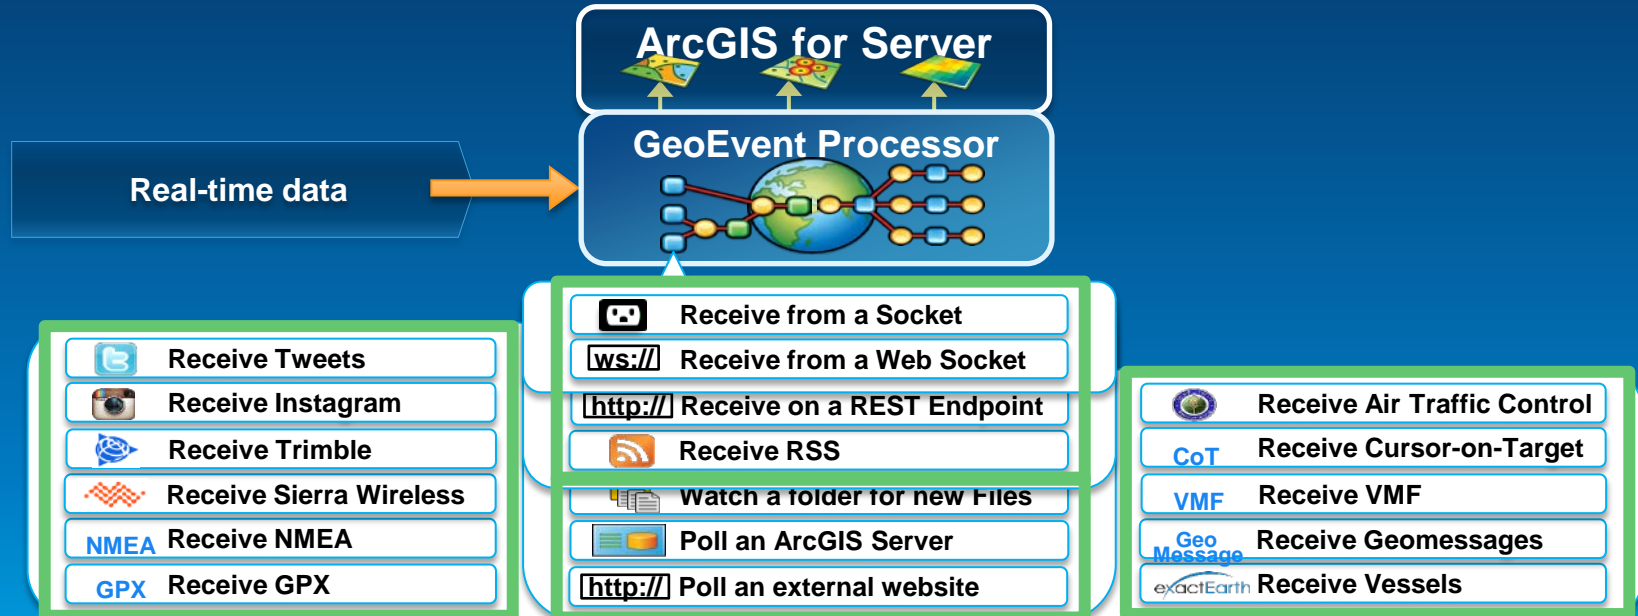 ArcGIS for Server
GeoEvent Processor
Real-time data
Receive from a Socket
ws:// Receive from a Web Socket
http:// Receive on a REST Endpoint
Receive RSS
Watch a folder for new Files
Poll an ArcGIS Server
http:// Poll an external website
Receive Tweets
Receive Instagram
Receive Trimble
Receive Sierra Wireless
NMEA Receive NMEA
GPX Receive GPX
Receive Air Traffic Control
CoT Receive Cursor-on-Target
VMF Receive VMF
Geo
Message Receive Geomessages
exactEarth Receive Vessels